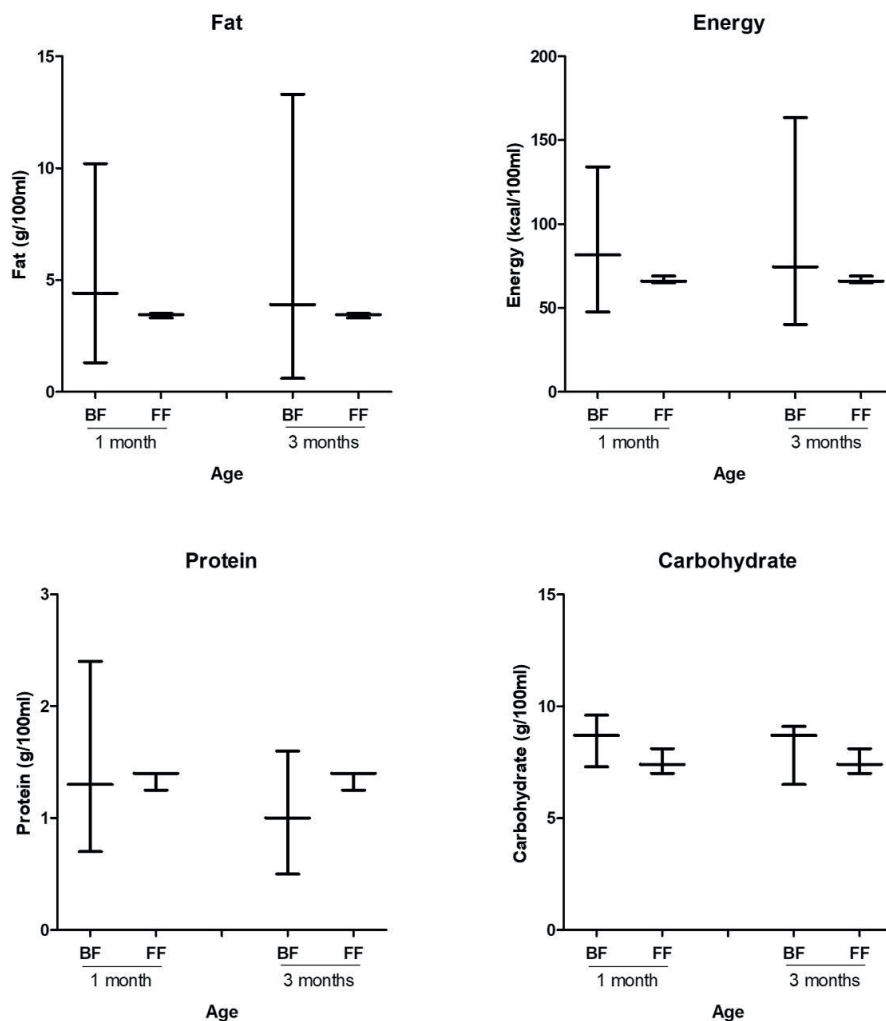 Fat
15
10
5
0
Fat (g/100ml)
BF FF BF FF
1 month 3 months
Age
Energy
200
150
100
50
0
Energy (kcal/100ml)
BF FF BF FF
1 month 3 months
Age
Protein
3
2
1
0
Protein (g/100ml)
BF FF BF FF
1 month 3 months
Age
Carbohydrate
15
10
5
0
Carbohydrate (g/100ml)
BF FF BF FF
1 month 3 months
Age